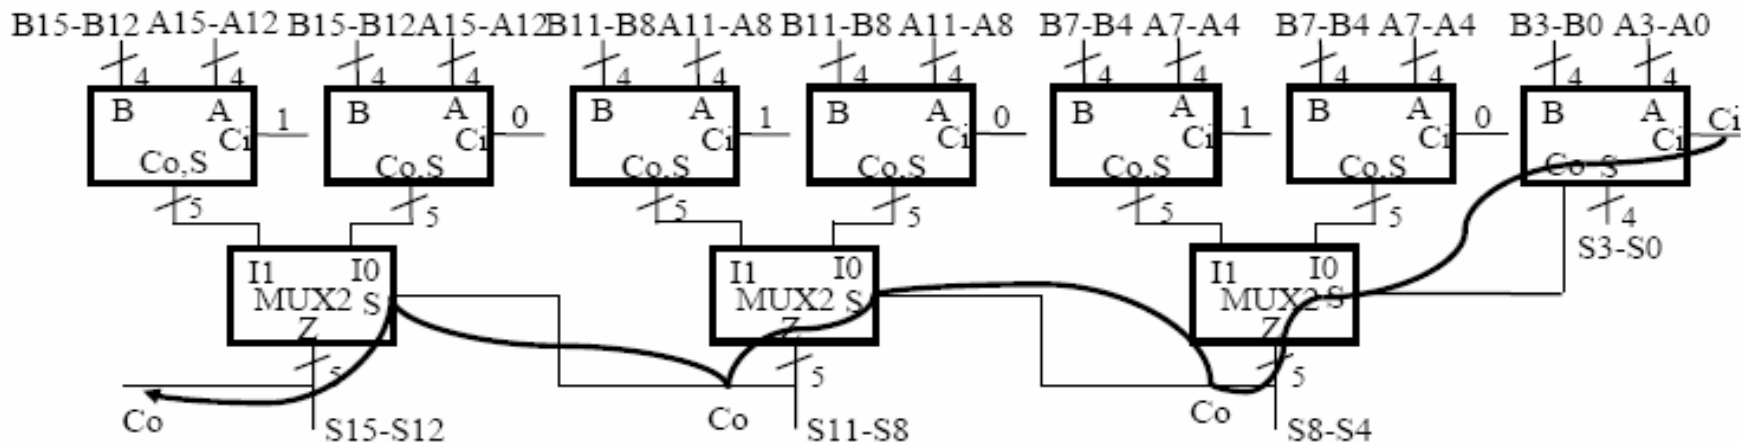 B15-B12 A15-A12 B15-B12 A15-A12 B11-B8 A11-A8 B11-B8 A11-A8 B7-B4 A7-A4 B7-B4 A7-A4 B3-B0 A3-A0
4 4 4 4 4 4 4 4 4 4 4 4 4 4
B A B A B A B A B A B A B A
Ci 1 Ci 0 Ci 1 Ci 0 Ci 1 Ci 0 Ci Ci
Co,S Co,S Co,S Co,S Co,S Co,S Co S
5 5 5 5 5 5 4
S3-S0
I1 I0 I1 I0 I1 I0
MUX2 S MUX2 S MUX2 S
Z Z Z
5 5 5
Co Co Co
S15-S12 S11-S8 S8-S4